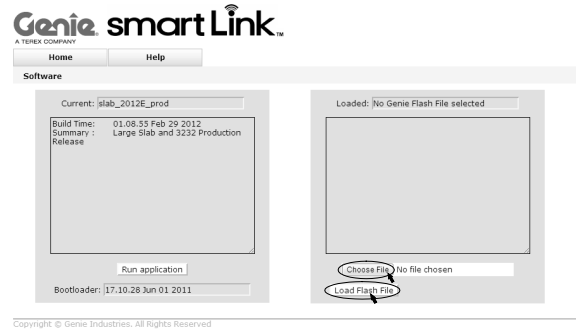 Genie. smart Link™
A TEREX COMPANY
Home Help
Software
Current: slab_2012E_prod
Build Time: 01.08.55 Feb 29 2012
Summary : Large Slab and 3232 Production
Release
Run application
Bootloader: 17.10.28 Jun 01 2011
Loaded: No Genie Flash File selected
Choose File No file chosen
Load Flash File
Copyright © Genie Industries. All Rights Reserved